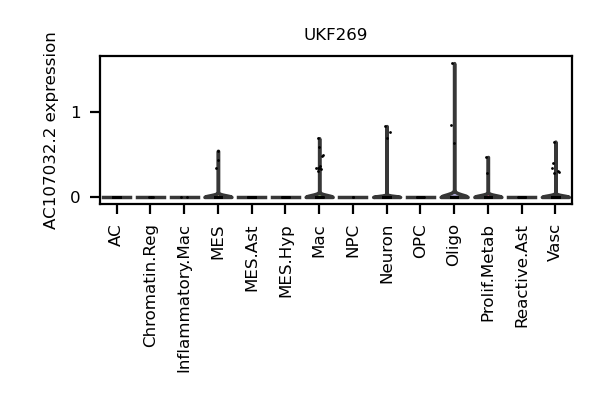 UKF269
AC107032.2 expression
1
0
AC
Chromatin.Reg
Inflammatory.Mac
MES
MES.Ast
MES.Hyp
Mac
NPC
Neuron
OPC
Oligo
Prolif.Metab
Reactive.Ast
Vasc